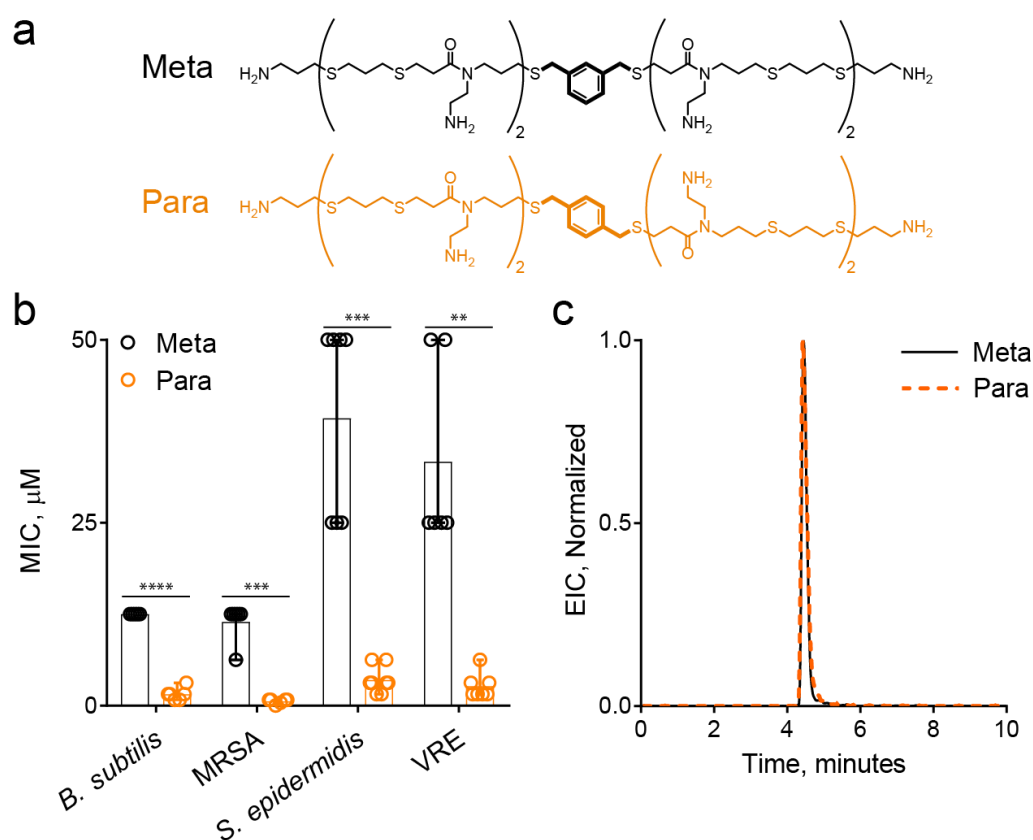 a
Meta
H₂N S S O N S S O N S S NH₂
NH₂ 2 NH₂ 2
Para
H₂N S S O N S S O N S S NH₂
NH₂ 2 NH₂ 2
b
MIC, μM
50
25
0
Meta
Para
**** *** *** **
B. subtilis
MRSA
S. epidermidis
VRE
c
EIC, Normalized
1.0
0.5
0.0
Meta
Para
0 2 4 6 8 10
Time, minutes